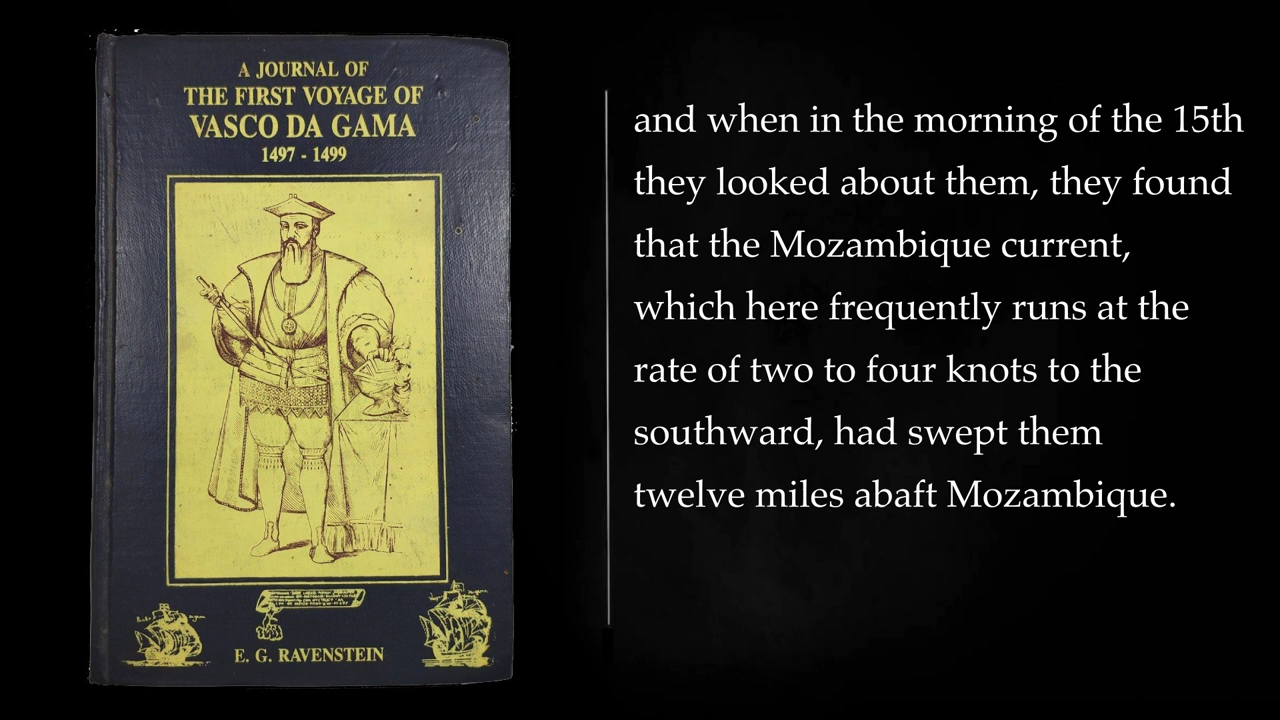 A JOURNAL OF
THE FIRST VOYAGE OF
VASCO DA GAMA
1497 - 1499
E. G. RAVENSTEIN
and when in the morning of the 15th
they looked about them, they found
that the Mozambique current,
which here frequently runs at the
rate of two to four knots to the
southward, had swept them
twelve miles abaft Mozambique.